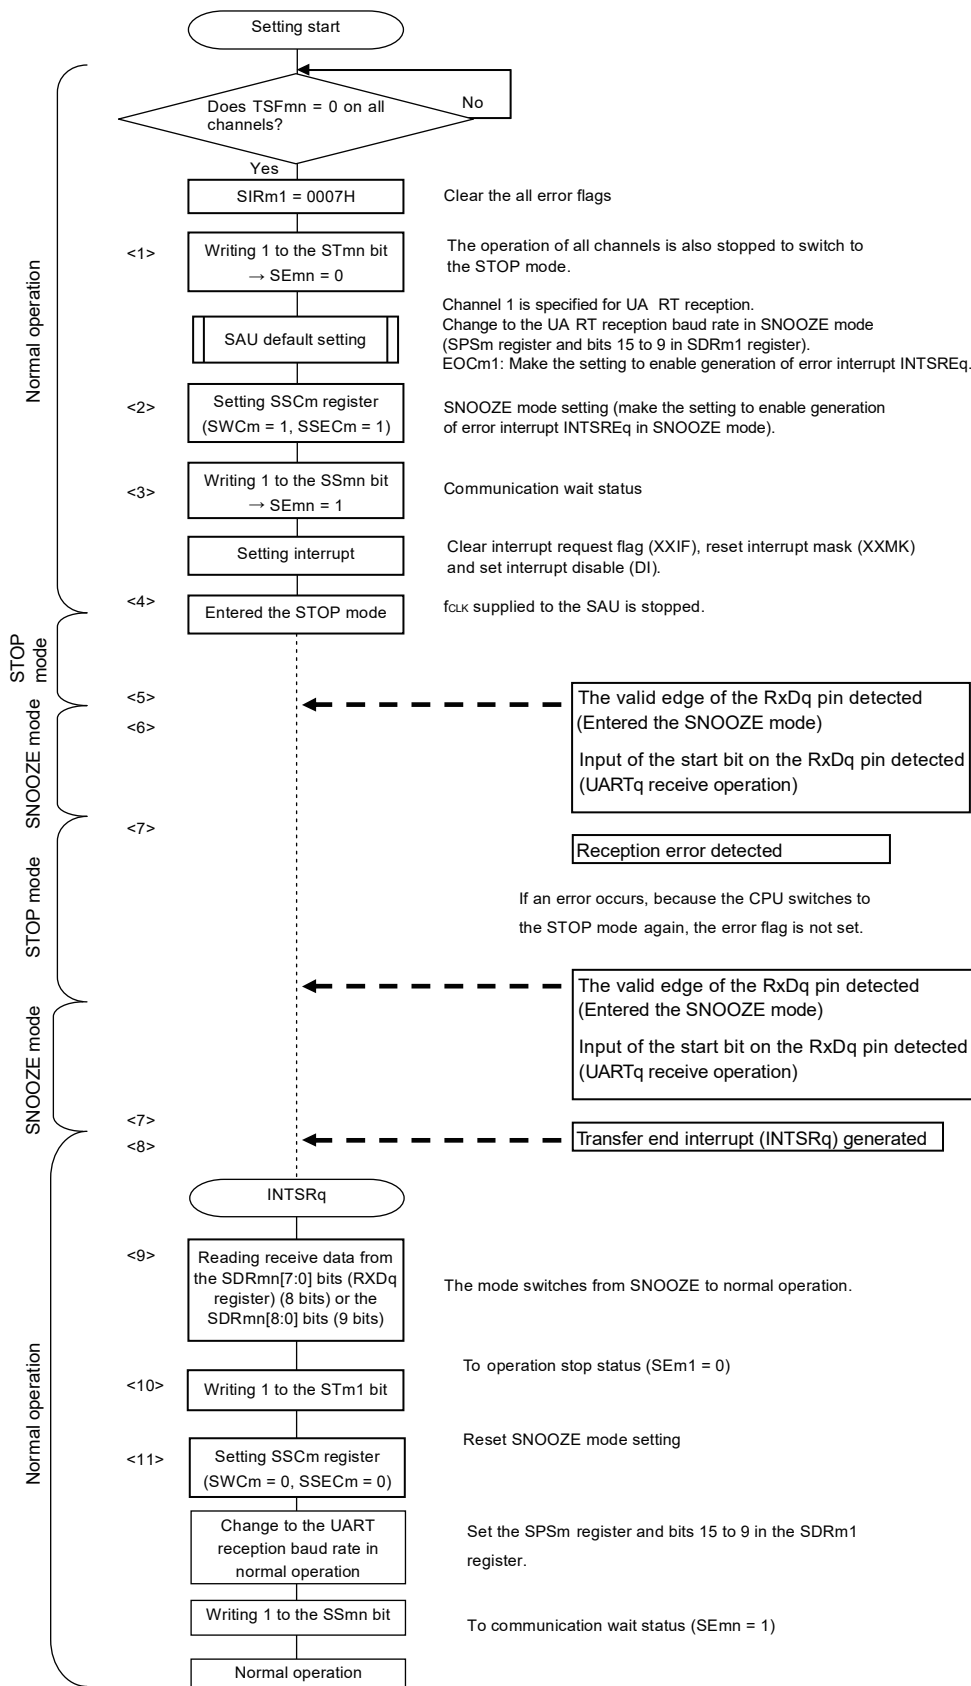 Setting start
Does TSFmn = 0 on all
channels?
No
Yes
SIRm1 = 0007H
Clear the all error flags
<1>
Writing 1 to the STmn bit
→ SEmn = 0
The operation of all channels is also stopped to switch to
the STOP mode.
SAU default setting
Channel 1 is specified for UA RT reception.
Change to the UA RT reception baud rate in SNOOZE mode
(SPSm register and bits 15 to 9 in SDRm1 register).
EOCm1: Make the setting to enable generation of error interrupt INTSREq.
<2>
Setting SSCm register
(SWCm = 1, SSECm = 1)
SNOOZE mode setting (make the setting to enable generation
of error interrupt INTSREq in SNOOZE mode).
<3>
Writing 1 to the SSmn bit
→ SEmn = 1
Communication wait status
Setting interrupt
Clear interrupt request flag (XXIF), reset interrupt mask (XXMK)
and set interrupt disable (DI).
<4>
Entered the STOP mode
fCLK supplied to the SAU is stopped.
Normal operation
STOP
mode
<5>
<6>
The valid edge of the RxDq pin detected
(Entered the SNOOZE mode)
Input of the start bit on the RxDq pin detected
(UARTq receive operation)
SNOOZE mode
<7>
Reception error detected
If an error occurs, because the CPU switches to
the STOP mode again, the error flag is not set.
STOP mode
The valid edge of the RxDq pin detected
(Entered the SNOOZE mode)
Input of the start bit on the RxDq pin detected
(UARTq receive operation)
SNOOZE mode
<7>
<8>
Transfer end interrupt (INTSRq) generated
INTSRq
<9>
Reading receive data from
the SDRmn[7:0] bits (RXDq
register) (8 bits) or the
SDRmn[8:0] bits (9 bits)
The mode switches from SNOOZE to normal operation.
<10>
Writing 1 to the STm1 bit
To operation stop status (SEm1 = 0)
<11>
Setting SSCm register
(SWCm = 0, SSECm = 0)
Reset SNOOZE mode setting
Change to the UART
reception baud rate in
normal operation
Set the SPSm register and bits 15 to 9 in the SDRm1
register.
Writing 1 to the SSmn bit
To communication wait status (SEmn = 1)
Normal operation
Normal operation